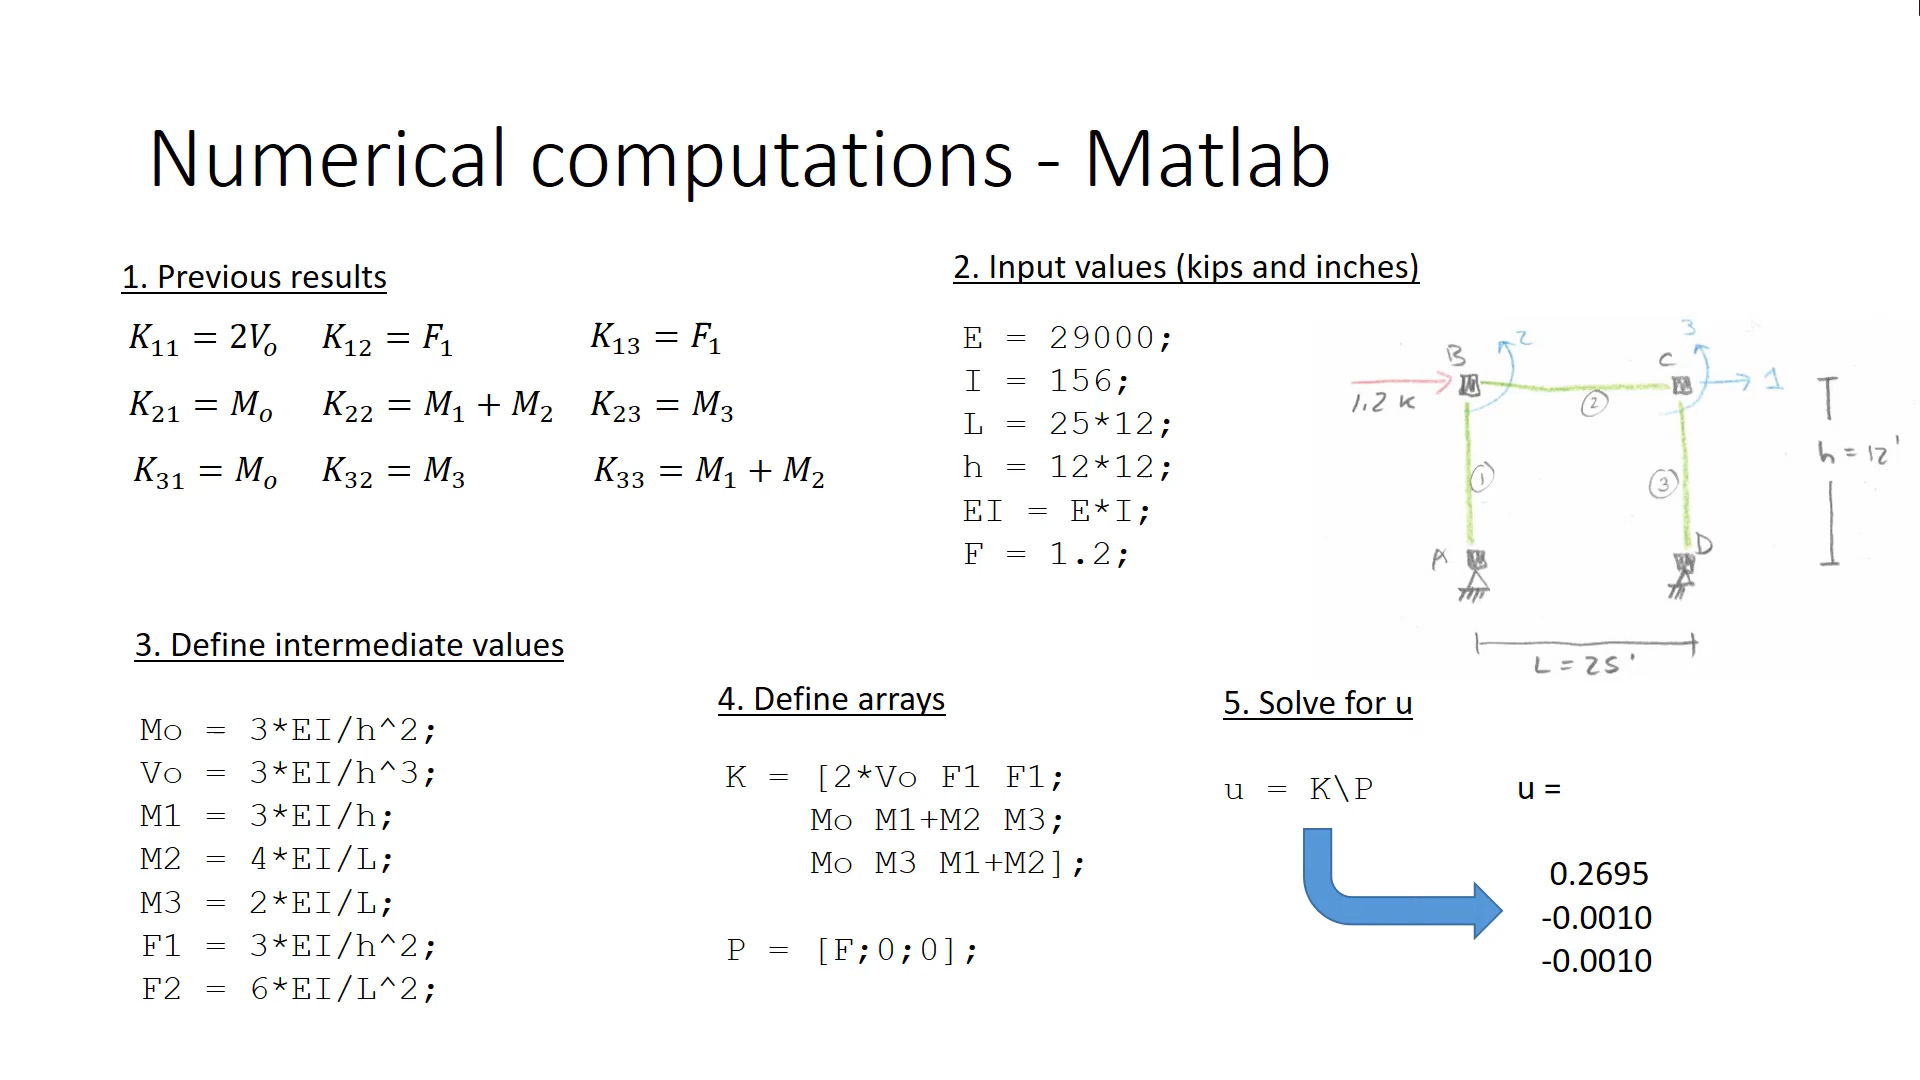 Numerical computations - Matlab
1. Previous results
K₁₁ = 2Vₒ K₁₂ = F₁ K₁₃ = F₁
K₂₁ = Mₒ K₂₂ = M₁ + M₂ K₂₃ = M₃
K₃₁ = Mₒ K₃₂ = M₃ K₃₃ = M₁ + M₂
2. Input values (kips and inches)
E = 29000;
I = 156;
L = 25*12;
h = 12*12;
EI = E*I;
F = 1.2;
B 2 C 3
1.2 K 1
2
h = 12'
1 3
A D
L = 25'
3. Define intermediate values
Mo = 3*EI/h^2;
Vo = 3*EI/h^3;
M1 = 3*EI/h;
M2 = 4*EI/L;
M3 = 2*EI/L;
F1 = 3*EI/h^2;
F2 = 6*EI/L^2;
4. Define arrays
K = [2*Vo F1 F1;
Mo M1+M2 M3;
Mo M3 M1+M2];
P = [F;0;0];
5. Solve for u
u = K\P
u =
0.2695
-0.0010
-0.0010